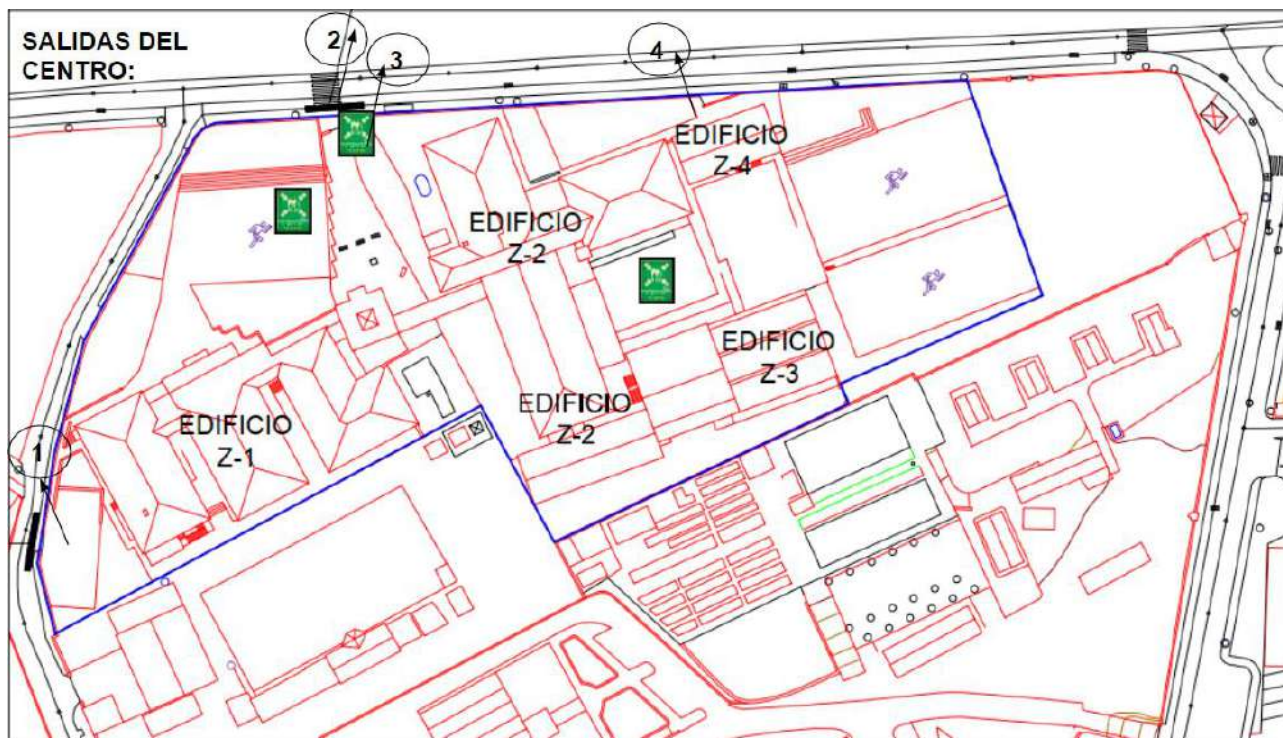 SALIDAS DEL
CENTRO:
2
3
4
EDIFICIO
Z-4
EDIFICIO
Z-2
EDIFICIO
Z-3
EDIFICIO
Z-2
EDIFICIO
Z-1
1